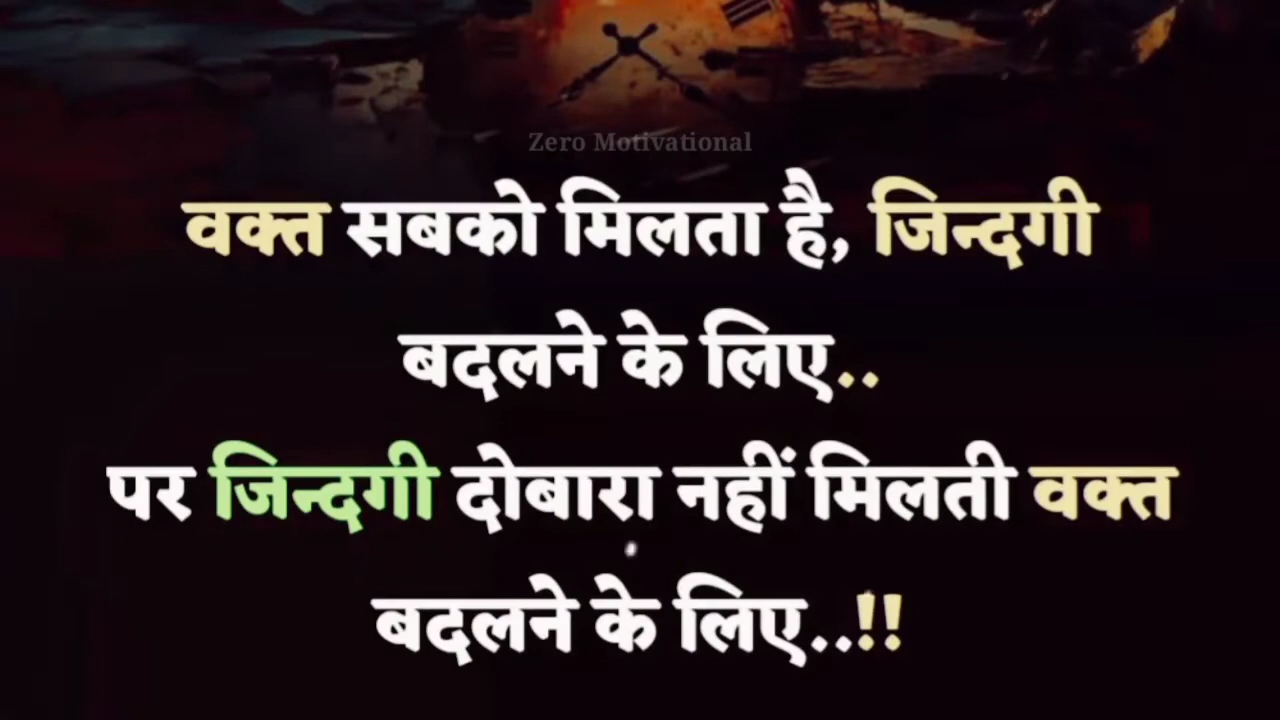 Zero Motivational
वक्त सबको मिलता है, जिन्दगी
बदलने के लिए..
पर जिन्दगी दोबारा नहीं मिलती वक्त
बदलने के लिए..!!